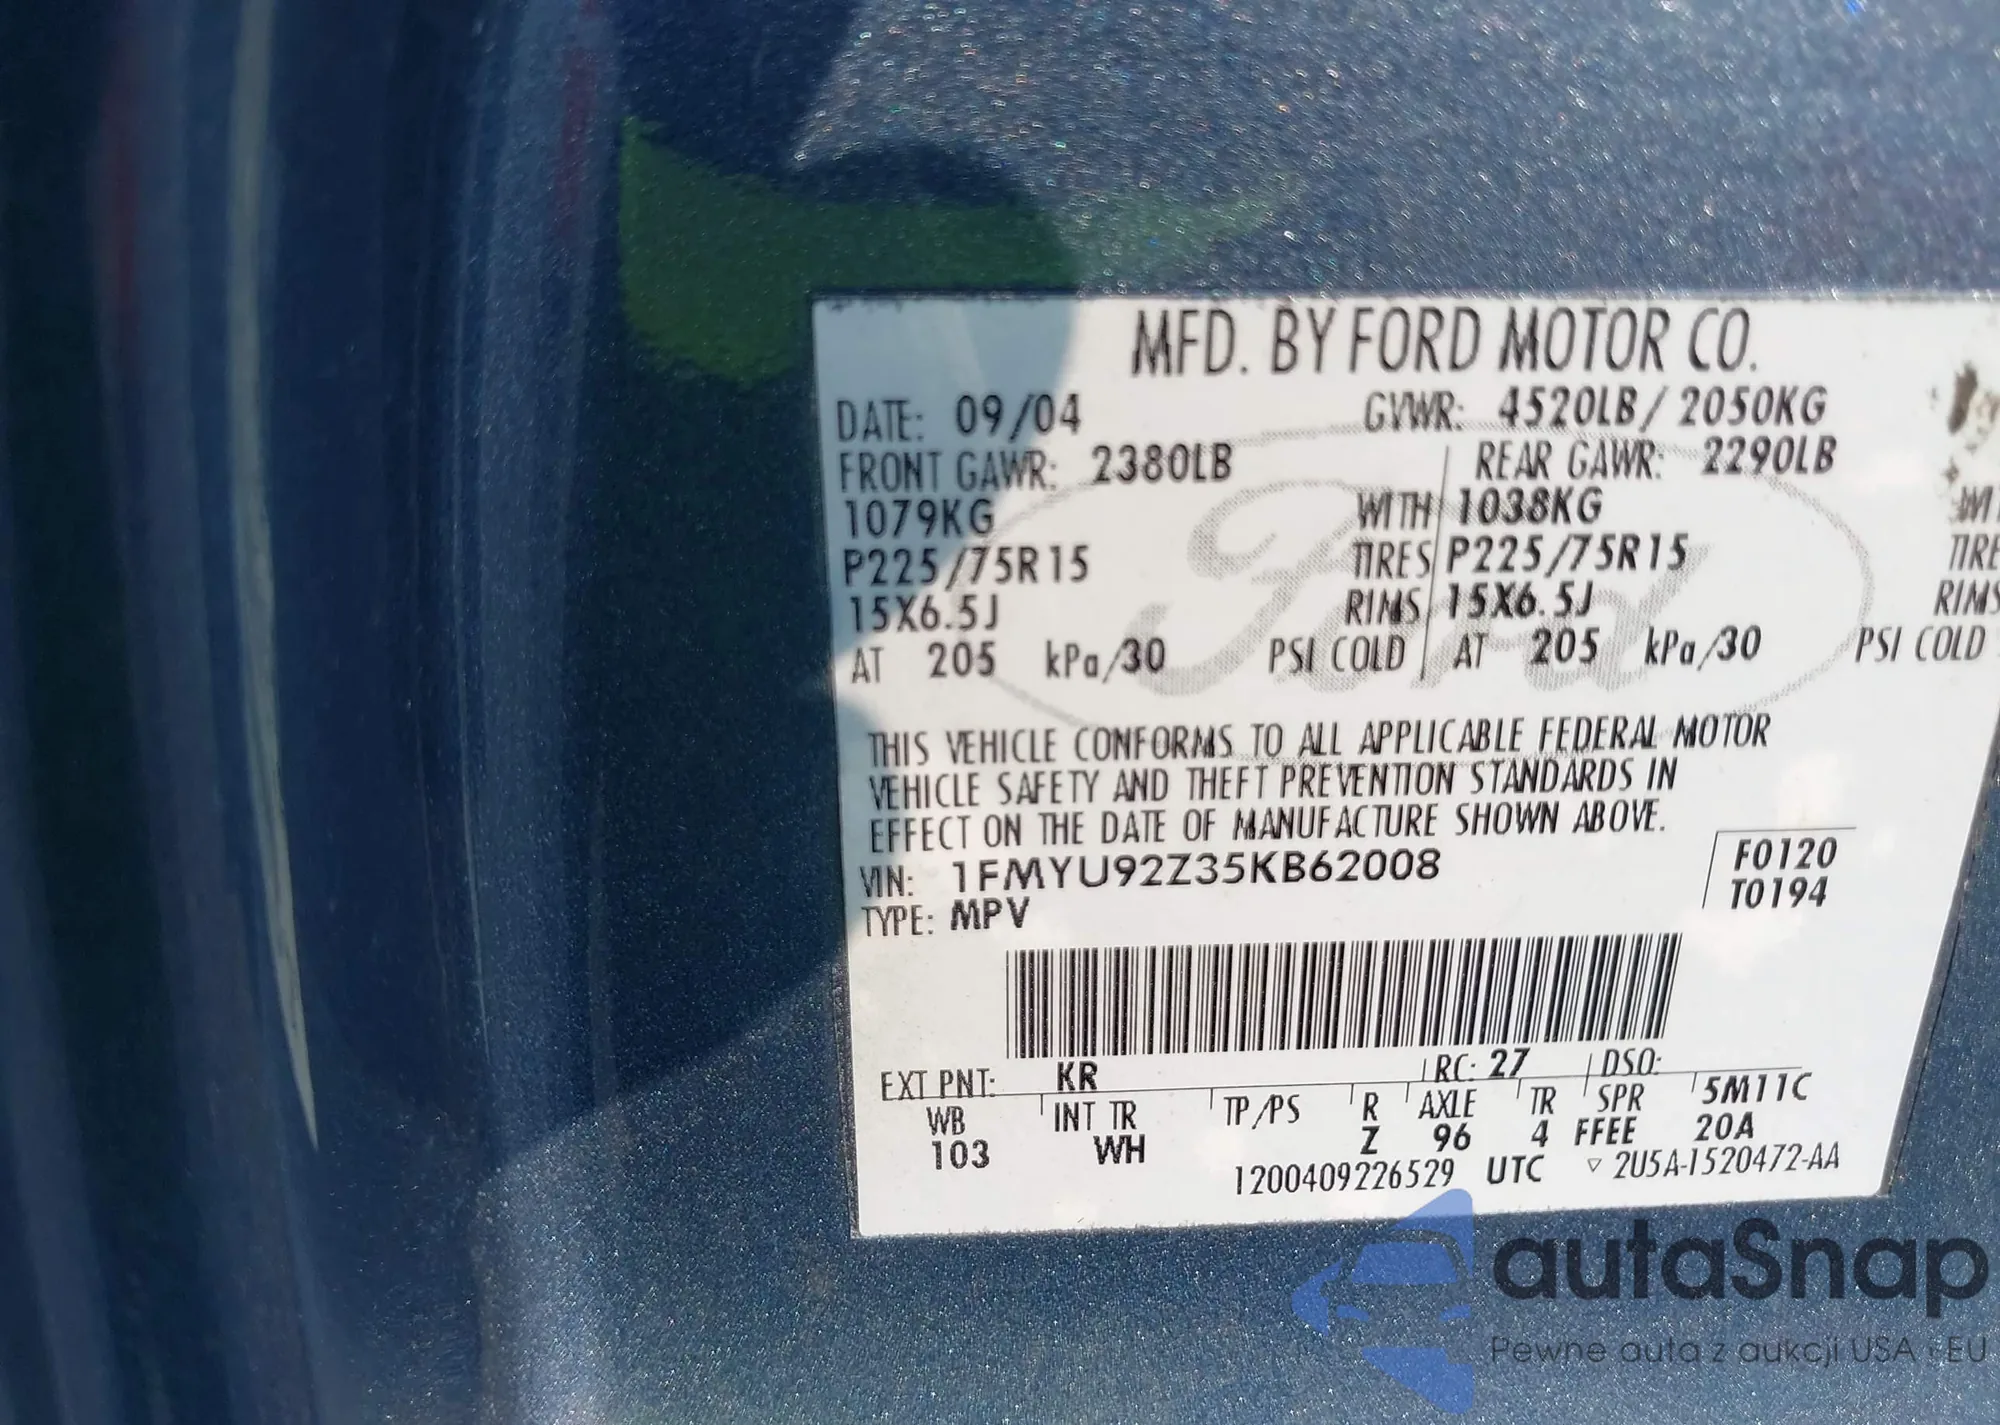 MFD. BY FORD MOTOR CO.
DATE: 09/04 GVWR: 4520LB/ 2050KG
FRONT GAWR: 2380LB REAR GAWR: 2290LB
1079KG WITH 1038KG WI
P225/75R15 TIRES P225/75R15 TIRE
15X6.5J RIMS 15X6.5J RIMS
AT 205 kPa/30 PSI COLD AT 205 kPa/30 PSI COLD
Ford
THIS VEHICLE CONFORMS TO ALL APPLICABLE FEDERAL MOTOR
VEHICLE SAFETY AND THEFT PREVENTION STANDARDS IN
EFFECT ON THE DATE OF MANUFACTURE SHOWN ABOVE.
VIN: 1FMYU92Z35KB62008 F0120
TYPE: MPV T0194
EXT PNT: KR RC: 27 DSO:
WB INT TR TP/PS R AXLE TR SPR 5M11C
103 WH Z 96 4 FFEE 20A
1200409226529 UTC ▽ 2U5A-1520472-AA
autaSnap
Pewne auta z aukcji USA i EU